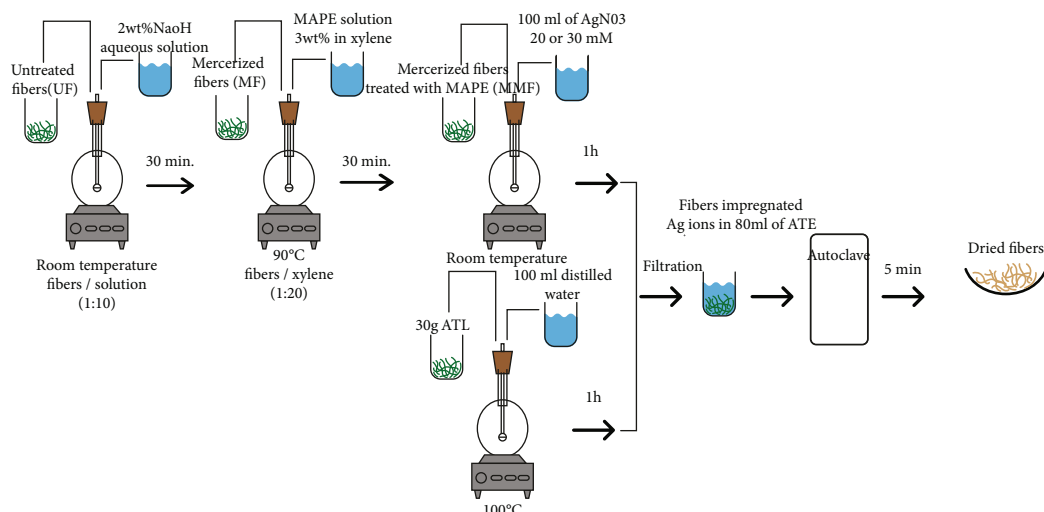 2wt%NaoH
aqueous solution
Untreated
fibers(UF)
30 min.
Room temperature
fibers / solution
(1:10)
MAPE solution
3wt% in xylene
Mercerized
fibers (MF)
30 min.
90°C
fibers / xylene
(1:20)
100 ml of AgN03
20 or 30 mM
Mercerized fibers
treated with MAPE (MMF)
1h
Room temperature
100 ml distilled
water
30g ATL
1h
100°C
Filtration
Fibers impregnated
Ag ions in 80ml of ATE
Autoclave
5 min
Dried fibers